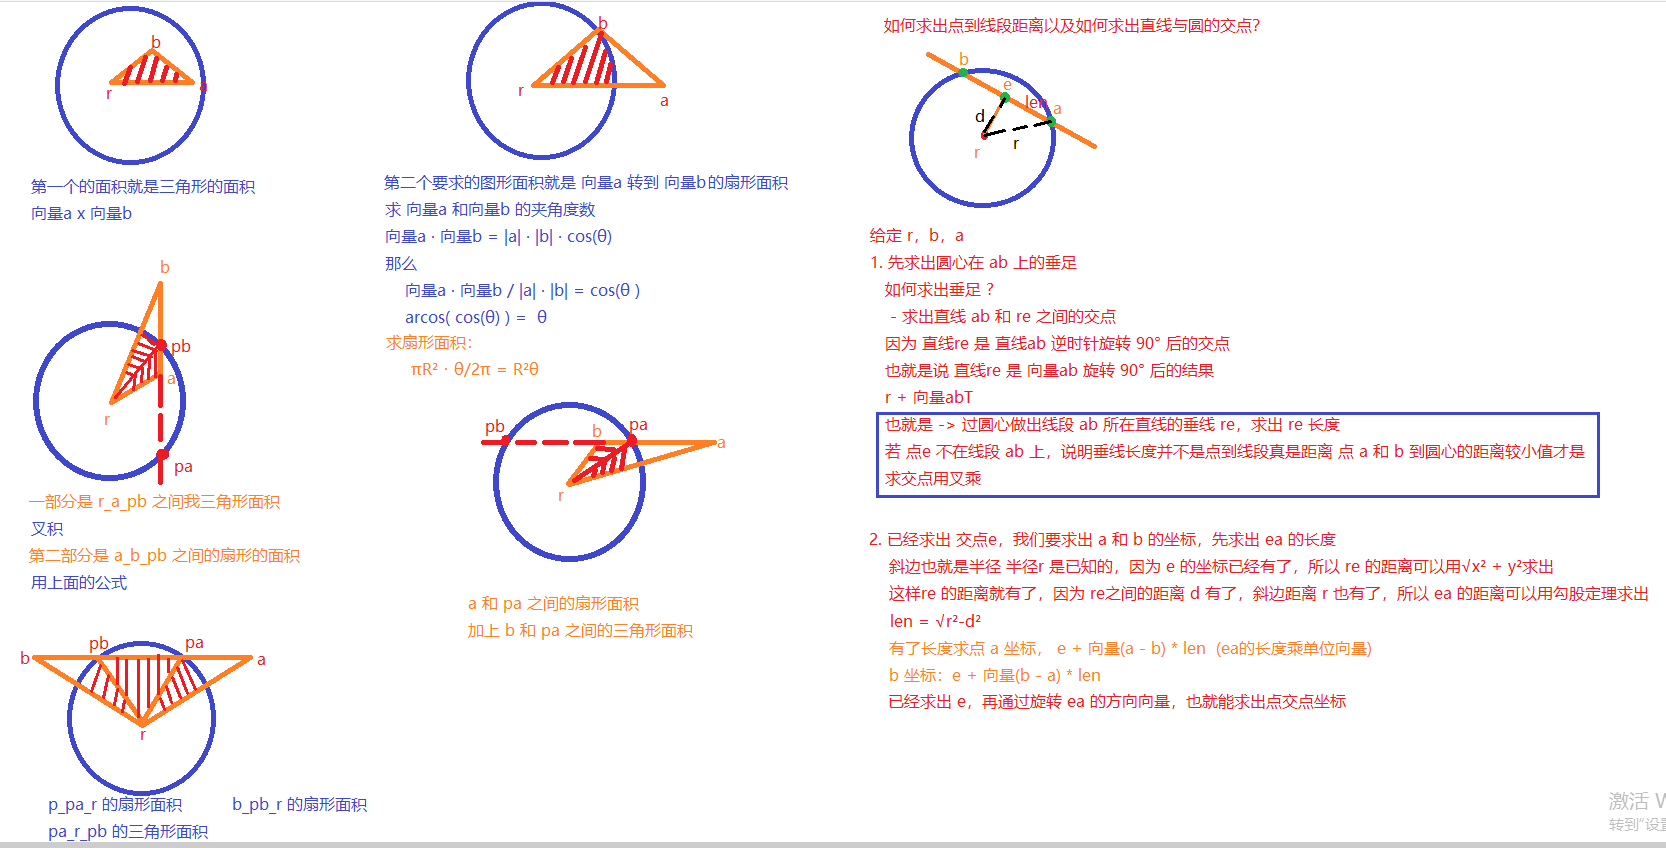 b
r
a
第一个的面积就是三角形的面积
向量a x 向量b
b
pb
a
r
pa
一部分是 r_a_pb 之间我三角形面积
叉积
第二部分是 a_b_pb 之间的扇形的面积
用上面的公式
b
pb
pa
a
r
p_pa_r 的扇形面积
b_pb_r 的扇形面积
pa_r_pb 的三角形面积
b
r
a
第二个要求的图形面积就是 向量a 转到 向量b的扇形面积
求 向量a 和向量b 的夹角度数
向量a · 向量b = |a| · |b| · cos(θ)
那么
向量a · 向量b / |a| · |b| = cos(θ )
arcos( cos(θ) ) = θ
求扇形面积：
πR² · θ/2π = R²θ
pb
b
pa
a
r
a 和 pa 之间的扇形面积
加上 b 和 pa 之间的三角形面积
如何求出点到线段距离以及如何求出直线与圆的交点？
b
e
len
a
d
r
r
给定 r，b，a
1. 先求出圆心在 ab 上的垂足
如何求出垂足 ？
- 求出直线 ab 和 re 之间的交点
因为 直线re 是 直线ab 逆时针旋转 90° 后的交点
也就是说 直线re 是 向量ab 旋转 90° 后的结果
r + 向量abT
也就是 -> 过圆心做出线段 ab 所在直线的垂线 re，求出 re 长度
若 点e 不在线段 ab 上，说明垂线长度并不是点到线段真是距离 点 a 和 b 到圆心的距离较小值才是
求交点用叉乘
2. 已经求出 交点e，我们要求出 a 和 b 的坐标，先求出 ea 的长度
斜边也就是半径 半径r 是已知的，因为 e 的坐标已经有了，所以 re 的距离可以用√x² + y²求出
这样re 的距离就有了，因为 re之间的距离 d 有了，斜边距离 r 也有了，所以 ea 的距离可以用勾股定理求出
len = √r²-d²
有了长度求点 a 坐标， e + 向量(a - b) * len (ea的长度乘单位向量)
b 坐标：e + 向量(b - a) * len
已经求出 e，再通过旋转 ea 的方向向量，也就能求出点交点坐标
激活
转到"设